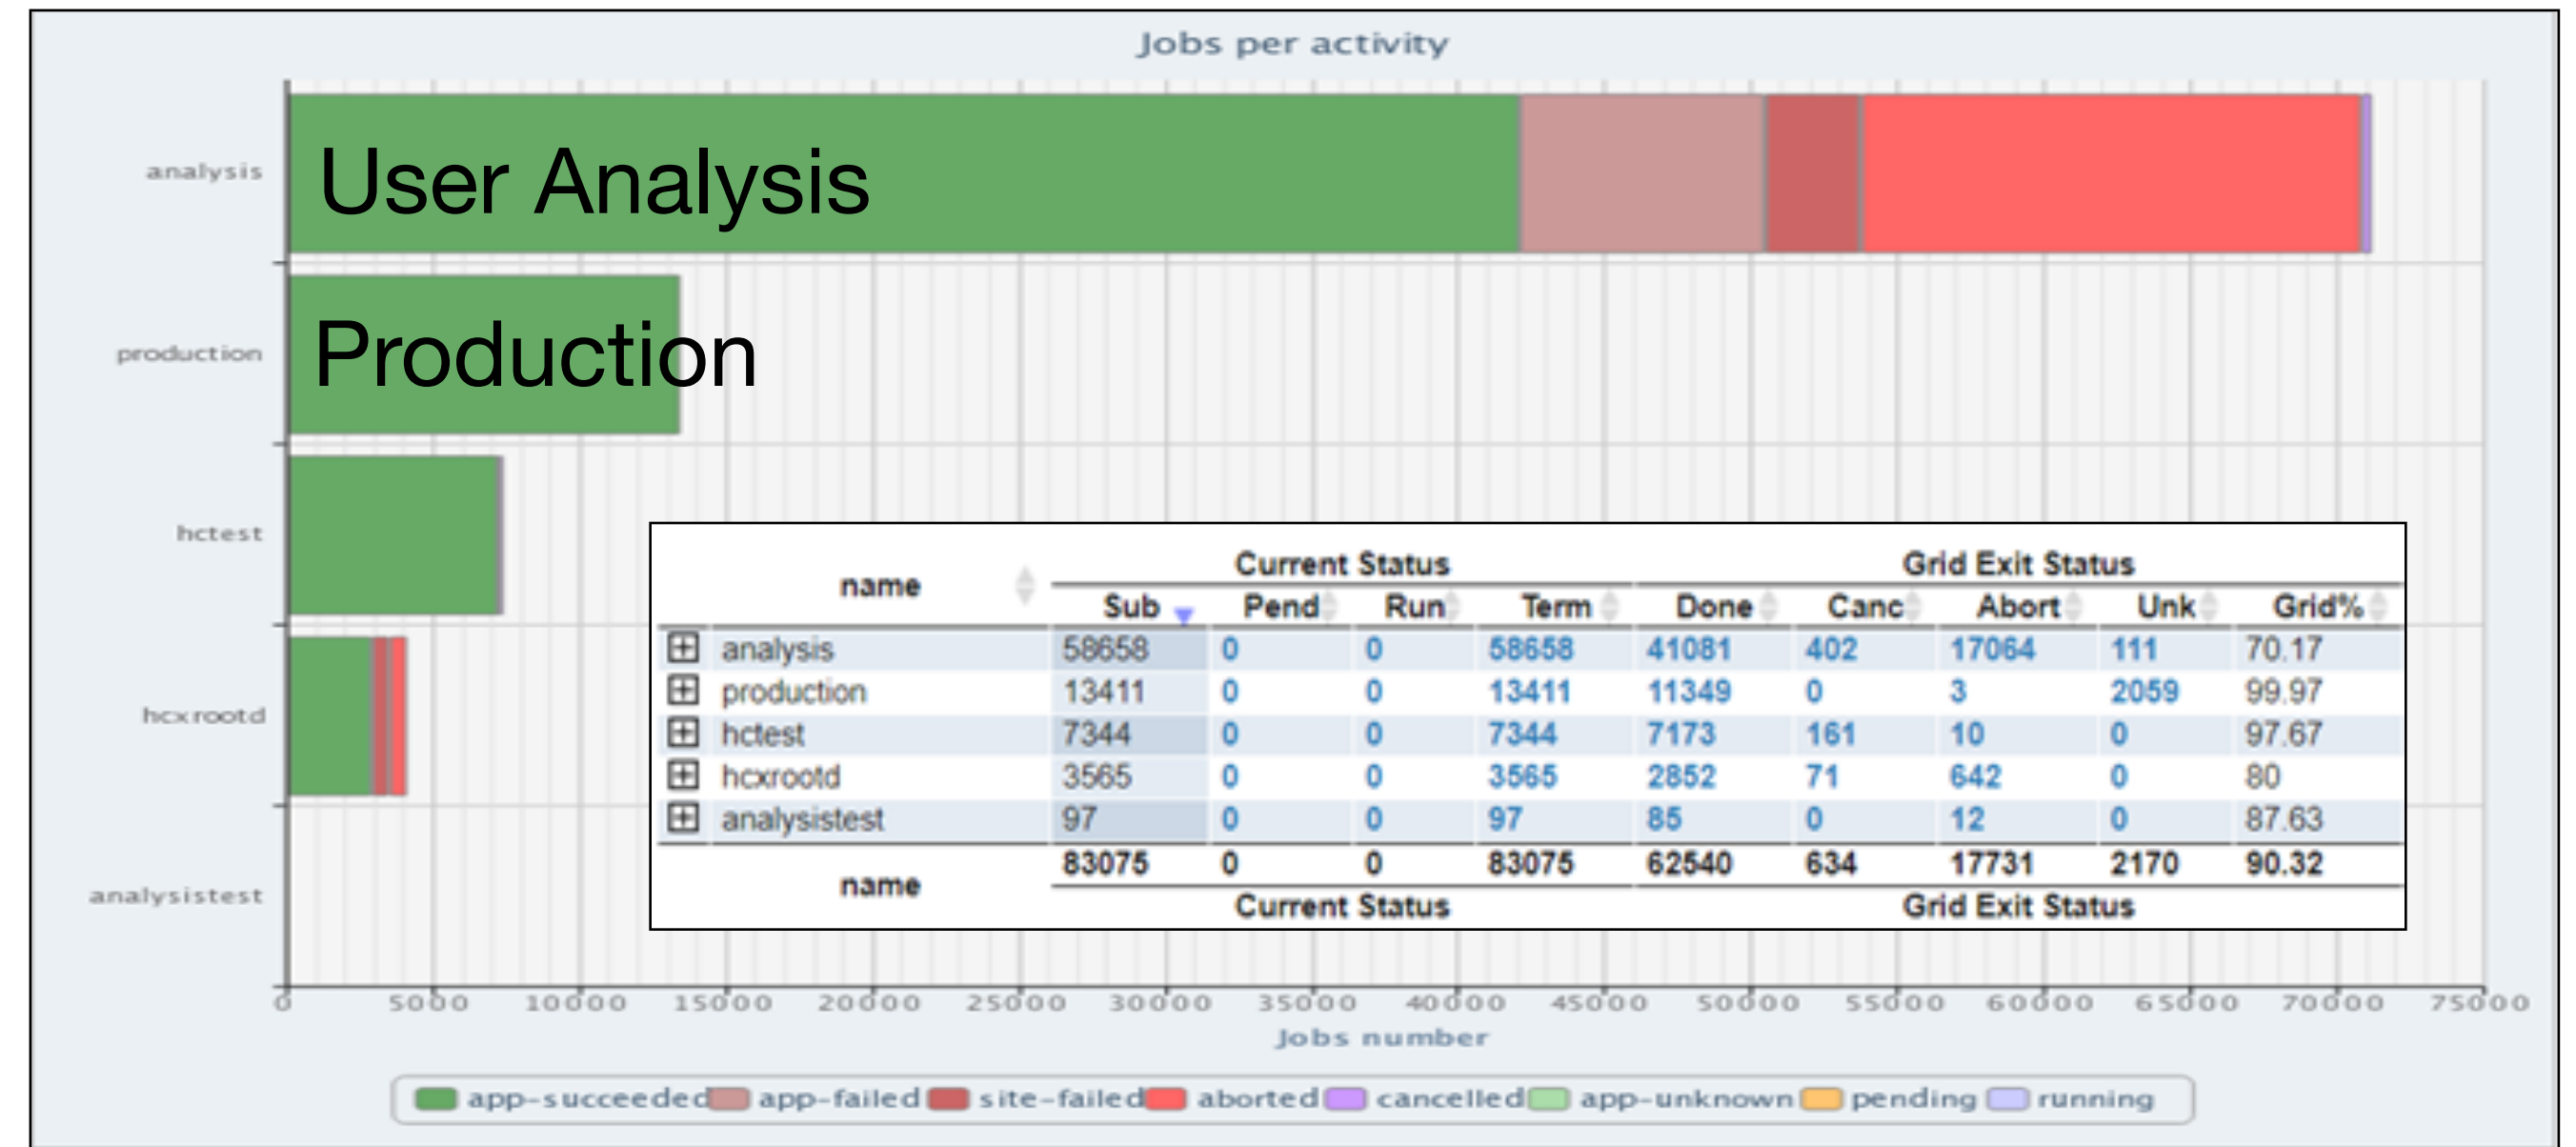 Jobs per activity
analysis
User Analysis
production
Production
hctest
hcxrootd
analysistest
name
Current Status
Grid Exit Status
Sub Pend Run Term Done Canc Abort Unk Grid%
analysis 58658 0 0 58658 41081 402 17064 111 70.17
production 13411 0 0 13411 11349 0 3 2059 99.97
hctest 7344 0 0 7344 7173 161 10 0 97.67
hcxrootd 3565 0 0 3565 2852 71 642 0 80
analysistest 97 0 0 97 85 0 12 0 87.63
83075 0 0 83075 62540 634 17731 2170 90.32
name
Current Status
Grid Exit Status
0 5000 10000 15000 20000 25000 30000 35000 40000 45000 50000 55000 60000 65000 70000 75000
Jobs number
app-succeeded app-failed site-failed aborted cancelled app-unknown pending running